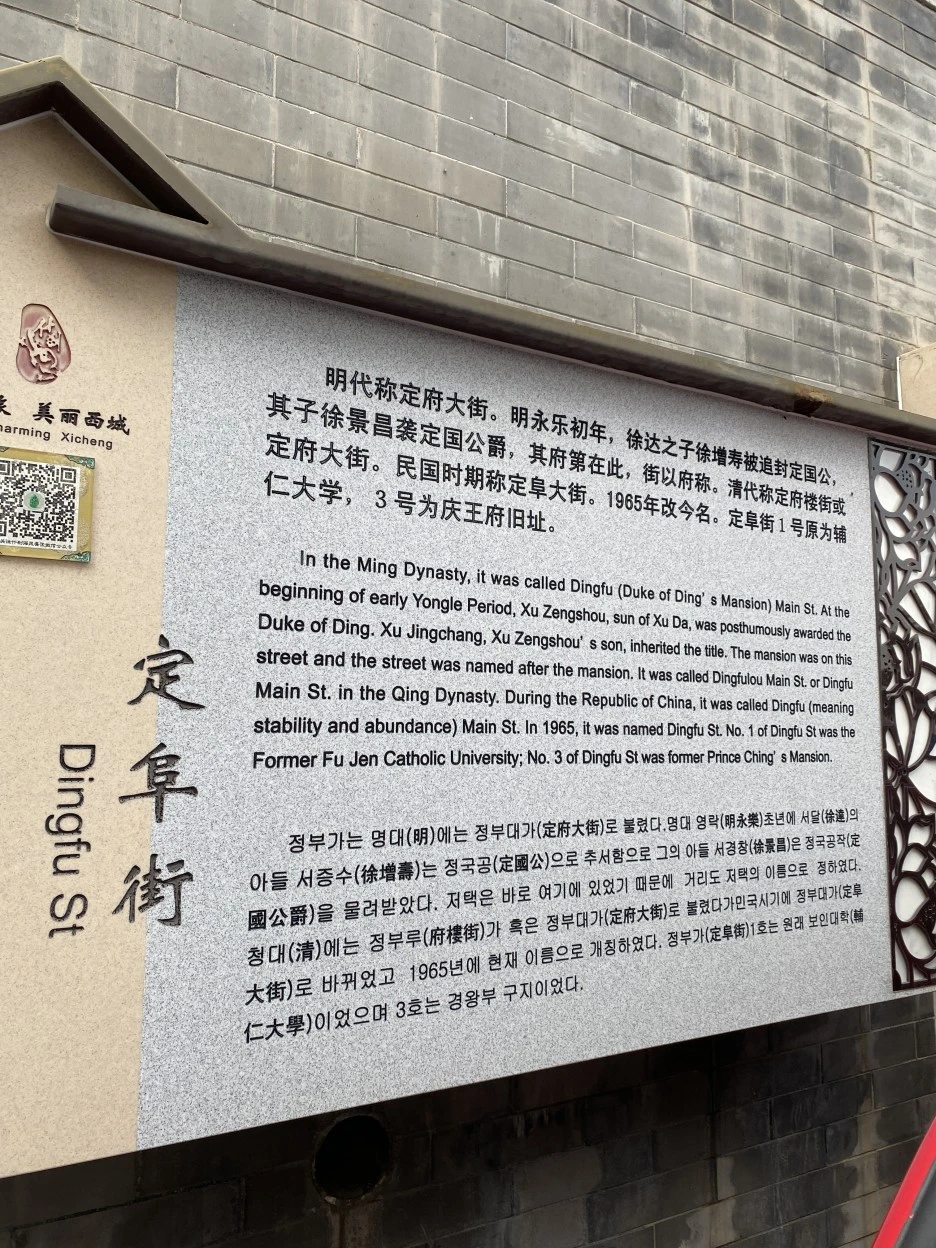 美丽西城
harming Xicheng
定阜街
Dingfu St
明代称定府大街。明永乐初年，徐达之子徐增寿被追封定国公，
其子徐景昌袭定国公爵，其府第在此，街以府称。清代称定府楼街或
定府大街。民国时期称定阜大街。1965年改今名。定阜街1号原为辅
仁大学，3号为庆王府旧址。
In the Ming Dynasty, it was called Dingfu (Duke of Ding's Mansion) Main St. At the
beginning of early Yongle Period, Xu Zengshou, sun of Xu Da, was posthumously awarded the
Duke of Ding. Xu Jingchang, Xu Zengshou's son, inherited the title. The mansion was on this
street and the street was named after the mansion. It was called Dingfulou Main St. or Dingfu
Main St. in the Qing Dynasty. During the Republic of China, it was called Dingfu (meaning
stability and abundance) Main St. In 1965, it was named Dingfu St. No. 1 of Dingfu St was the
Former Fu Jen Catholic University; No. 3 of Dingfu St was former Prince Ching's Mansion.
정부가는 명대(明)에는 정부대가(定府大街)로 불렸다.명대 영락(明永樂)초년에 서달(徐達)의
아들 서증수(徐增壽)는 정국공(定國公)으로 추서함으로 그의 아들 서경창(徐景昌)은 정국공작(定
國公爵)을 물려받았다. 저택은 바로 여기에 있었기 때문에 거리도 저택의 이름으로 정하였다.
청대(清)에는 정부루(府樓街)가 혹은 정부대가(定府大街)로 불렸다가민국시기에 정부대가(定阜
大街)로 바뀌었고 1965년에 현재 이름으로 개칭하였다. 정부가(定阜街)1호는 원래 보인대학(輔
仁大學)이었으며 3호는 경왕부 구지이었다.